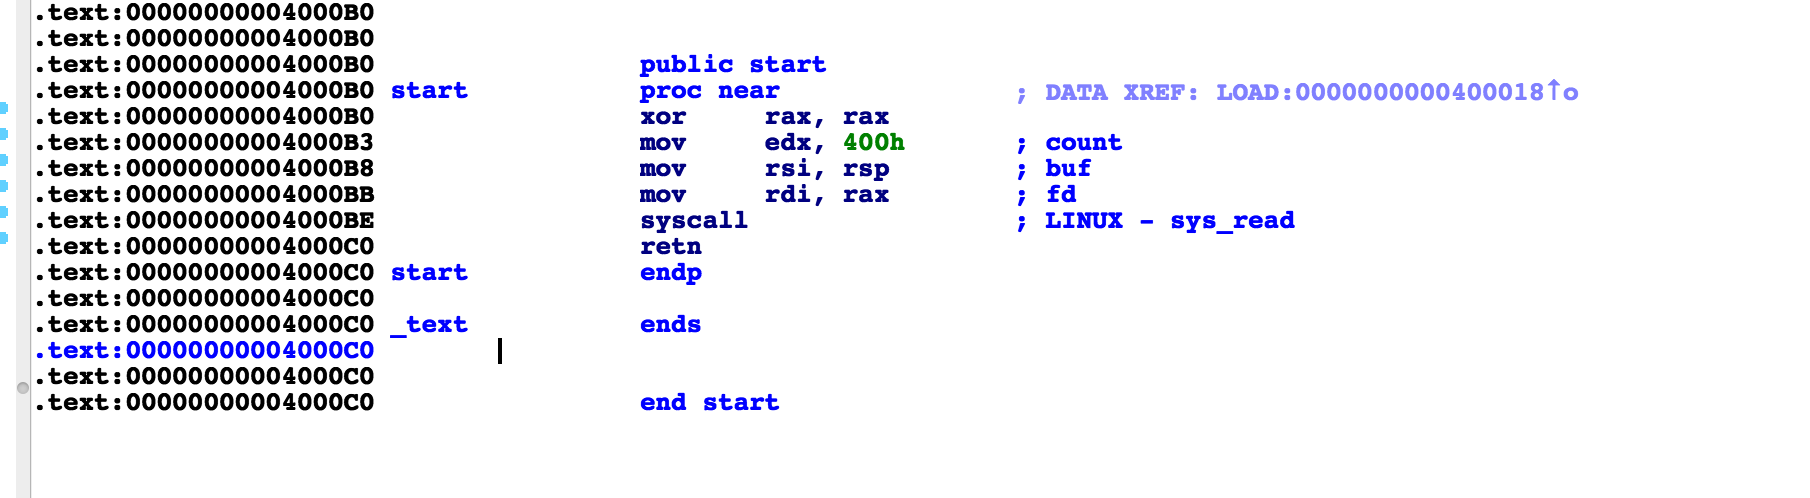 .text:00000000004000B0
.text:00000000004000B0
.text:00000000004000B0 public start
.text:00000000004000B0 start proc near ; DATA XREF: LOAD:0000000000400018↑o
.text:00000000004000B0 xor rax, rax
.text:00000000004000B3 mov edx, 400h ; count
.text:00000000004000B8 mov rsi, rsp ; buf
.text:00000000004000BB mov rdi, rax ; fd
.text:00000000004000BE syscall ; LINUX - sys_read
.text:00000000004000C0 retn
.text:00000000004000C0 start endp
.text:00000000004000C0
.text:00000000004000C0 _text ends
.text:00000000004000C0
.text:00000000004000C0
.text:00000000004000C0 end start